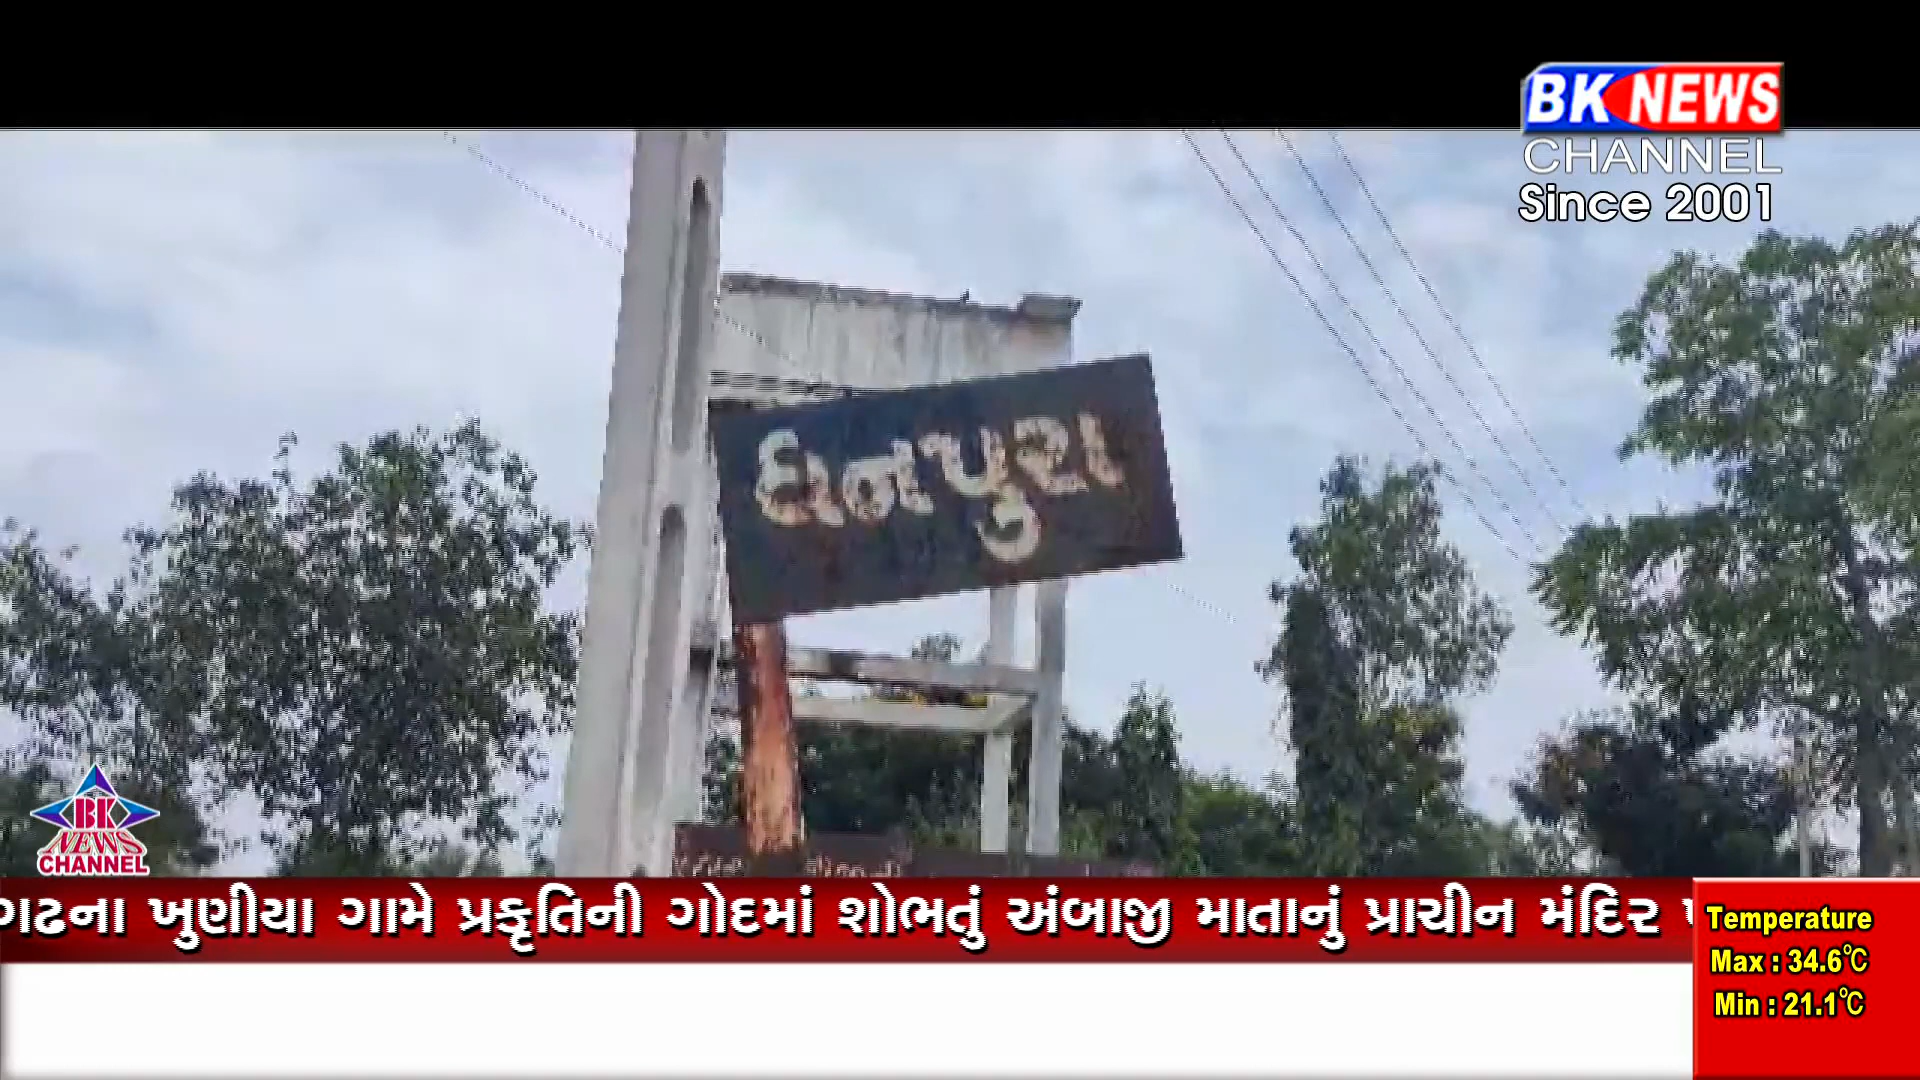 BK NEWS
CHANNEL
Since 2001
ધનપુરા
BK
NEWS
CHANNEL
ગઢના ખુણીયા ગામે પ્રકૃતિની ગોદમાં શોભતું અંબાજી માતાનું પ્રાચીન મંદિર
Temperature
Max : 34.6℃
Min : 21.1℃